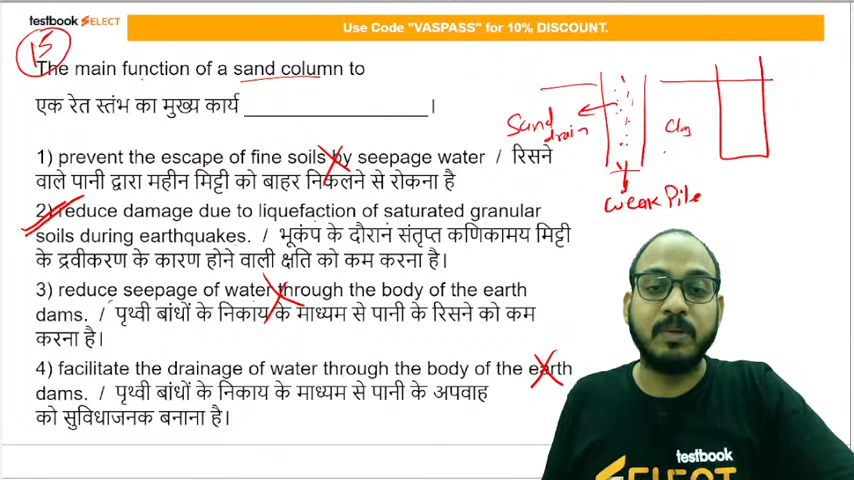 testbook SELECT
Use Code "VASPASS" for 10% DISCOUNT.
15
The main function of a sand column to
एक रेत स्तंभ का मुख्य कार्य ____________________।
Sand
drain
Clay
weak Pile
1) prevent the escape of fine soils by seepage water / रिसने
वाले पानी द्वारा महीन मिट्टी को बाहर निकलने से रोकना है
2) reduce damage due to liquefaction of saturated granular
soils during earthquakes. / भूकंप के दौरान संतृप्त कणिकामय मिट्टी
के द्रवीकरण के कारण होने वाली क्षति को कम करना है।
3) reduce seepage of water through the body of the earth
dams. / पृथ्वी बांधों के निकाय के माध्यम से पानी के रिसने को कम
करना है।
4) facilitate the drainage of water through the body of the earth
dams. / पृथ्वी बांधों के निकाय के माध्यम से पानी के अपवाह
को सुविधाजनक बनाना है।
testbook
SELECT